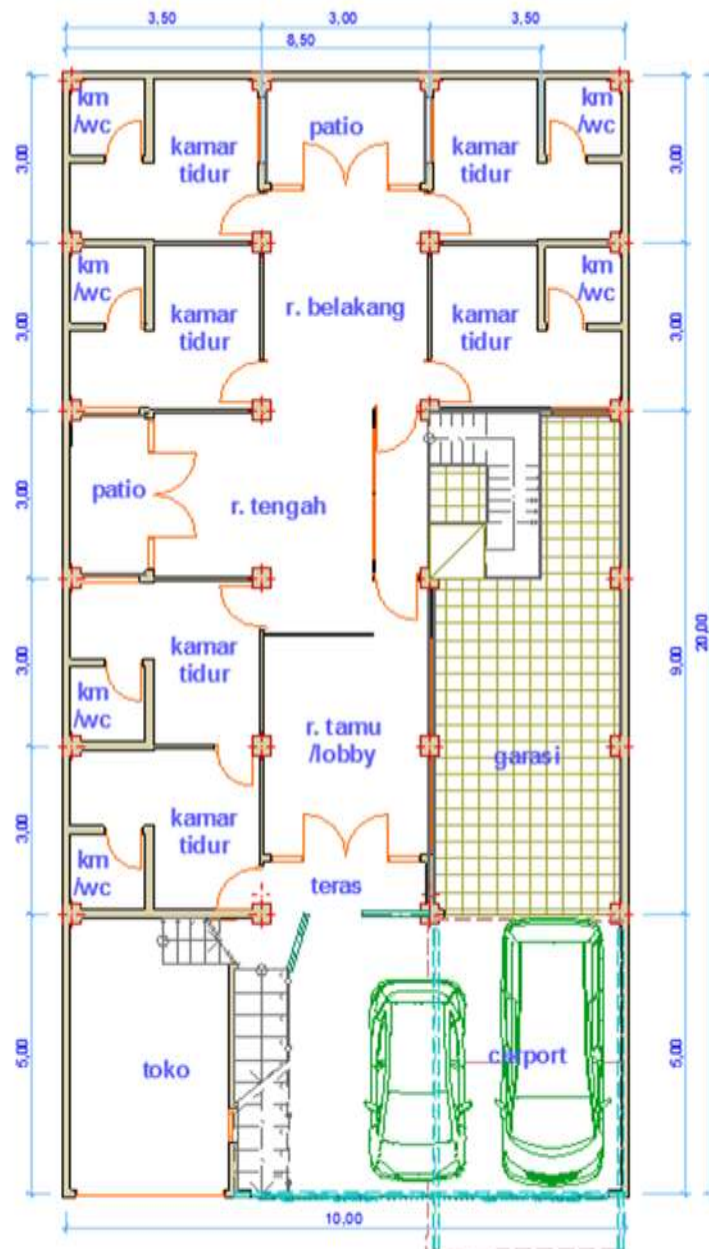 3,50 3,00 3,50
8,50
km
/wc
kamar
tidur
patio
kamar
tidur
km
/wc
3,00
3,00
km
/wc
kamar
tidur
r. belakang
kamar
tidur
km
/wc
3,00
3,00
patio
r. tengah
3,00
kamar
tidur
km
/wc
r. tamu
/lobby
garasi
3,00
9,00
20,00
kamar
tidur
km
/wc
teras
3,00
toko
carport
5,00
5,00
10,00